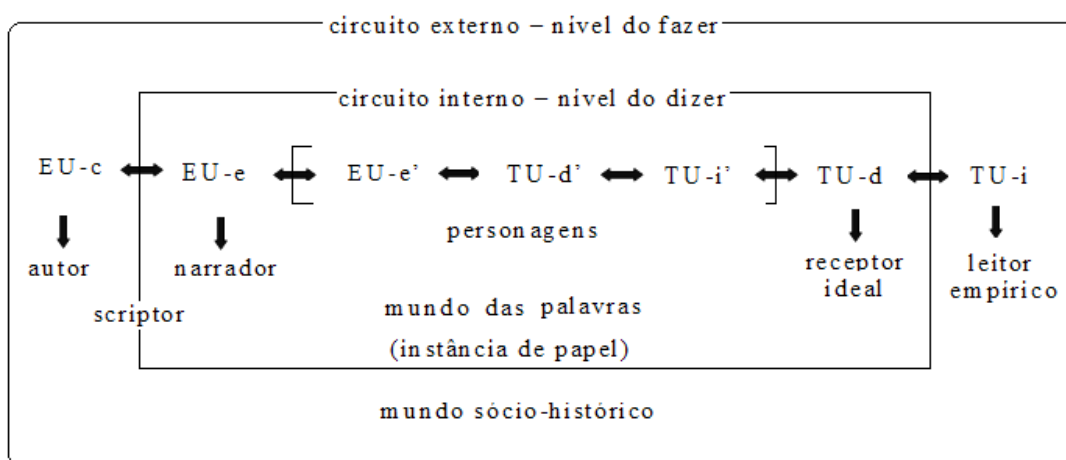 circuito externo – nível do fazer
circuito interno – nível do dizer
EU-c EU-e EU-e’ TU-d’ TU-i’ TU-d TU-i
personagens
autor narrador receptor ideal leitor empírico
scriptor
mundo das palavras
(instância de papel)
mundo sócio-histórico